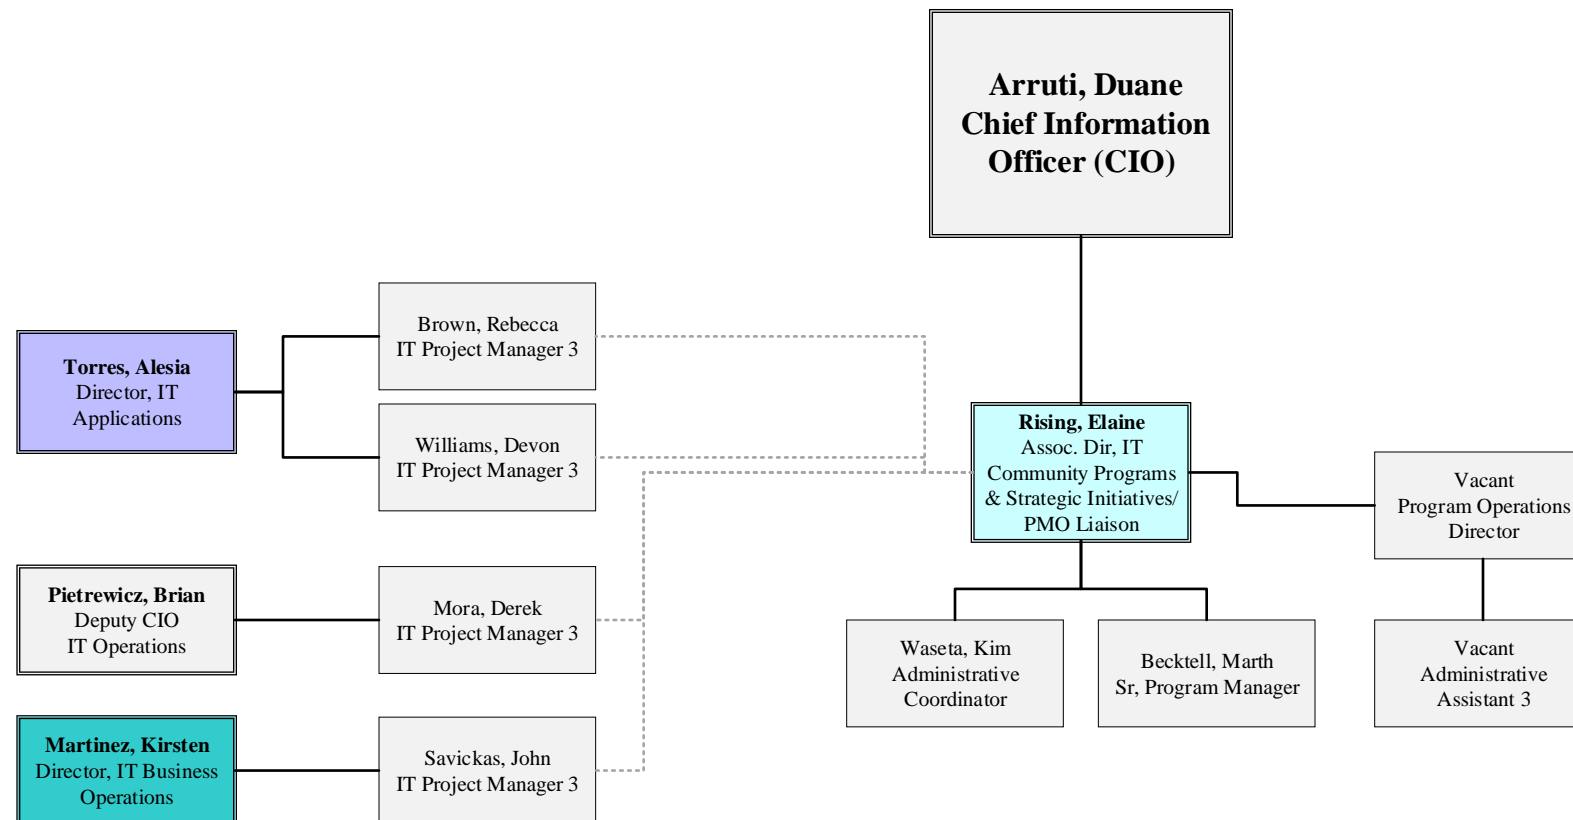 Arruti, Duane
Chief Information
Officer (CIO)
Brown, Rebecca
IT Project Manager 3
Torres, Alesia
Director, IT
Applications
Williams, Devon
IT Project Manager 3
Rising, Elaine
Assoc. Dir, IT
Community Programs
& Strategic Initiatives/
PMO Liaison
Vacant
Program Operations
Director
Pietrewicz, Brian
Deputy CIO
IT Operations
Mora, Derek
IT Project Manager 3
Waseta, Kim
Administrative
Coordinator
Becktell, Marth
Sr, Program Manager
Vacant
Administrative
Assistant 3
Martinez, Kirsten
Director, IT Business
Operations
Savickas, John
IT Project Manager 3